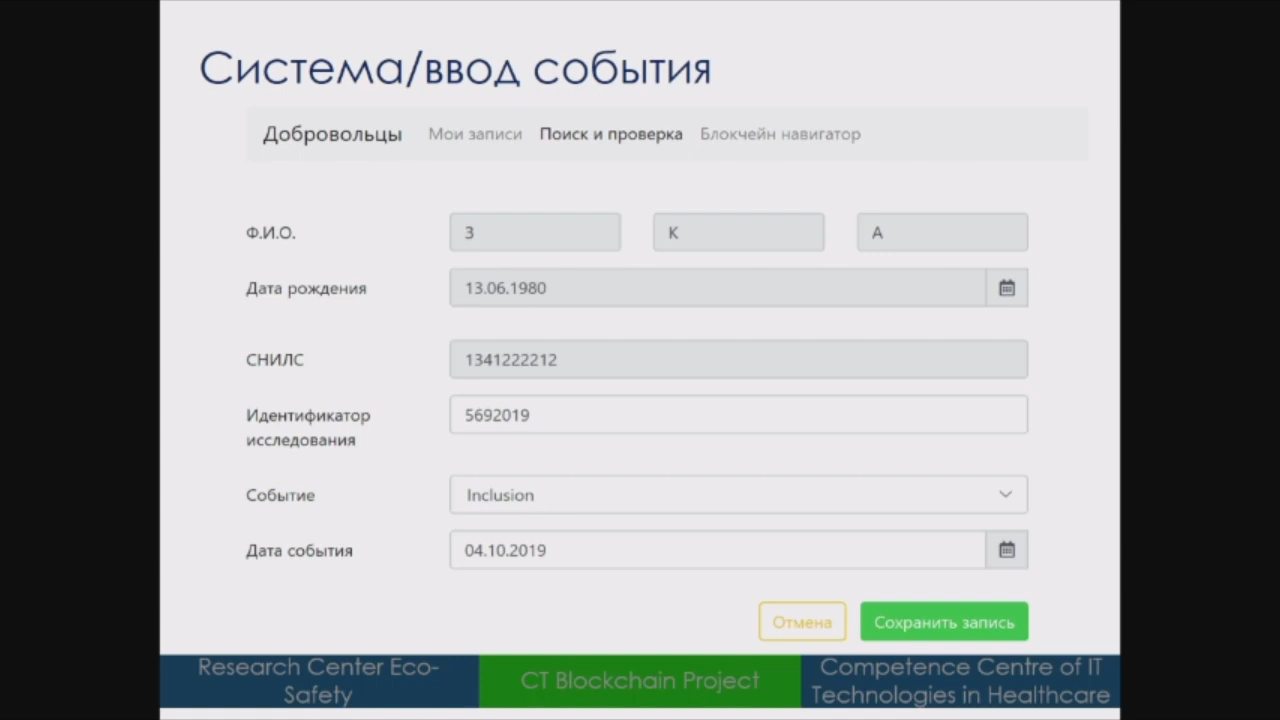 Система/ввод события
Добровольцы Мои записи Поиск и проверка Блокчейн навигатор
Ф.И.О. З К А
Дата рождения 13.06.1980
СНИЛС 1341222212
Идентификатор
исследования
5692019
Событие Inclusion
Дата события 04.10.2019
Отмена Сохранить запись
Research Center Eco-
Safety
CT Blockchain Project
Competence Centre of IT
Technologies in Healthcare